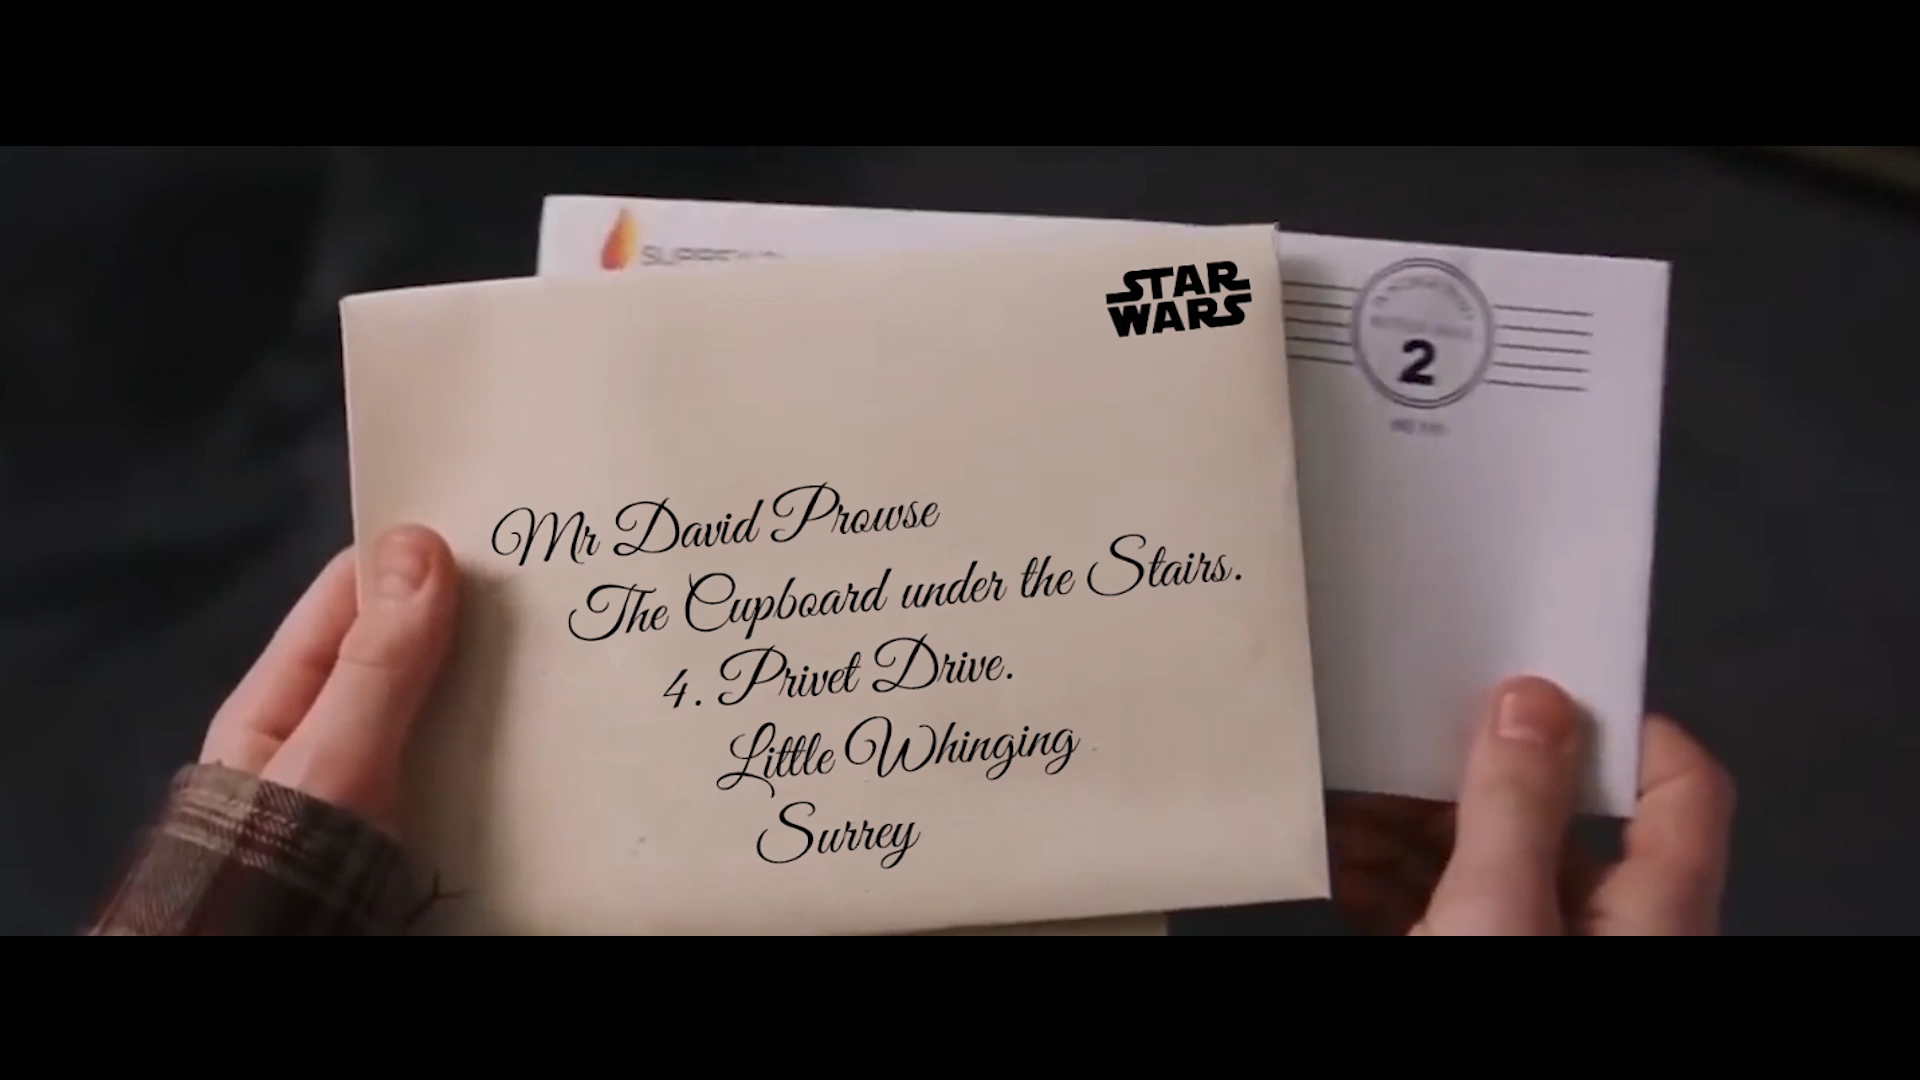 STAR
WARS
2
Mr David Prowse
The Cupboard under the Stairs.
4. Privet Drive.
Little Whinging
Surrey